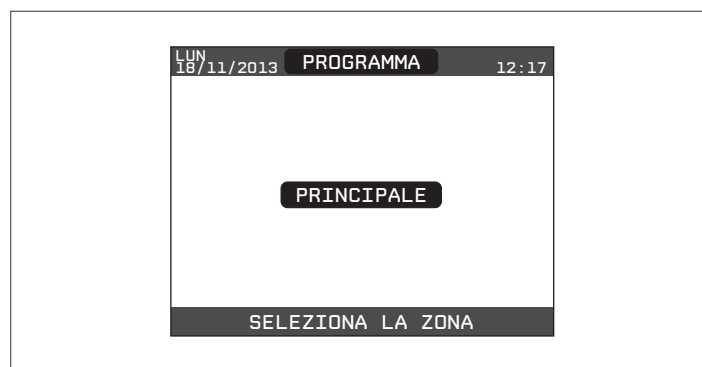 LUN
18/11/2013 PROGRAMMA 12:17
PRINCIPALE
SELEZIONA LA ZONA